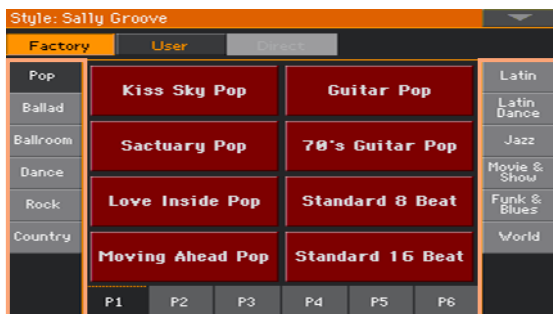 Style: Sally Groove
Factory
User
Direct
Pop
Ballad
Ballroom
Dance
Rock
Country
Kiss Sky Pop
Guitar Pop
Sactuary Pop
70's Guitar Pop
Love Inside Pop
Standard 8 Beat
Moving Ahead Pop
Standard 16 Beat
Latin
Latin
Dance
Jazz
Movie &
Show
Funk &
Blues
World
P1
P2
P3
P4
P5
P6